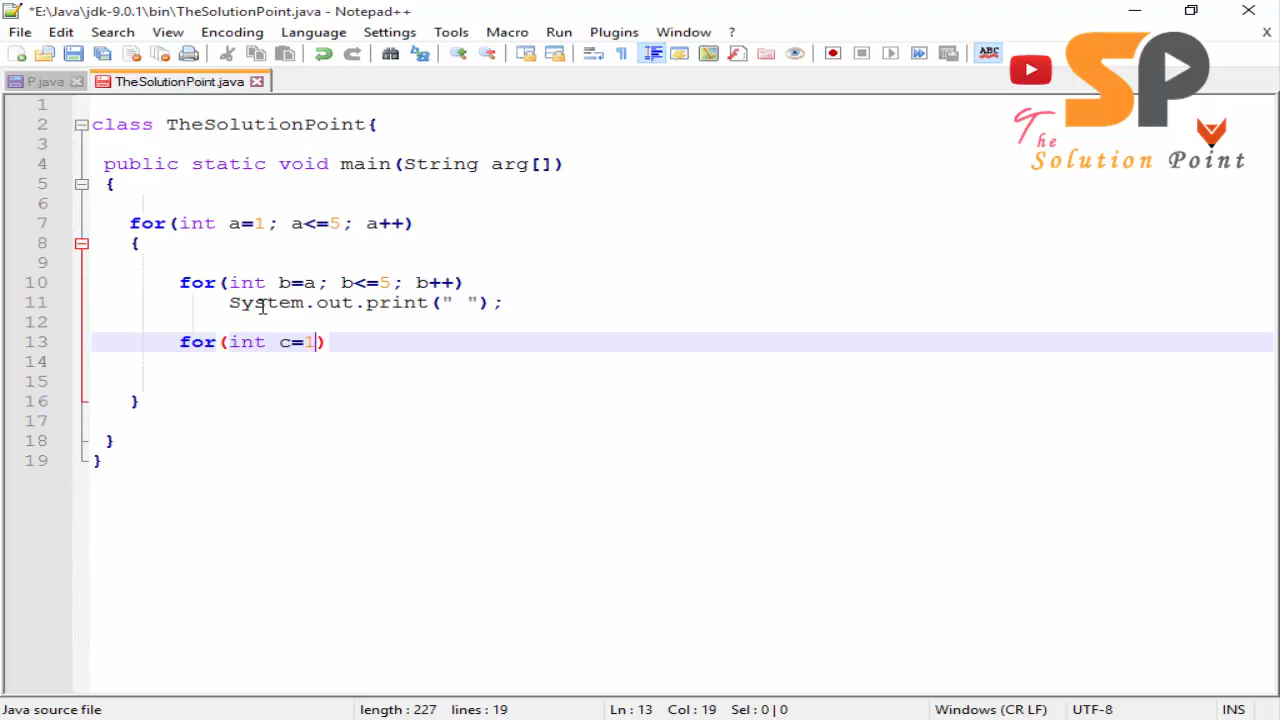 *E:\Java\jdk-9.0.1\bin\TheSolutionPoint.java - Notepad++
File Edit Search View Encoding Language Settings Tools Macro Run Plugins Window ? X
P.java TheSolutionPoint.java
ABC
SP
The
Solution Point
1
2 class TheSolutionPoint{
3
4 public static void main(String arg[])
5 {
6
7 for(int a=1; a<=5; a++)
8 {
9
10 for(int b=a; b<=5; b++)
11 System.out.print(" ");
12
13 for(int c=1)
14
15
16 }
17
18 }
19 }
Java source file length : 227 lines : 19 Ln : 13 Col : 19 Sel : 0 | 0 Windows (CR LF) UTF-8 INS